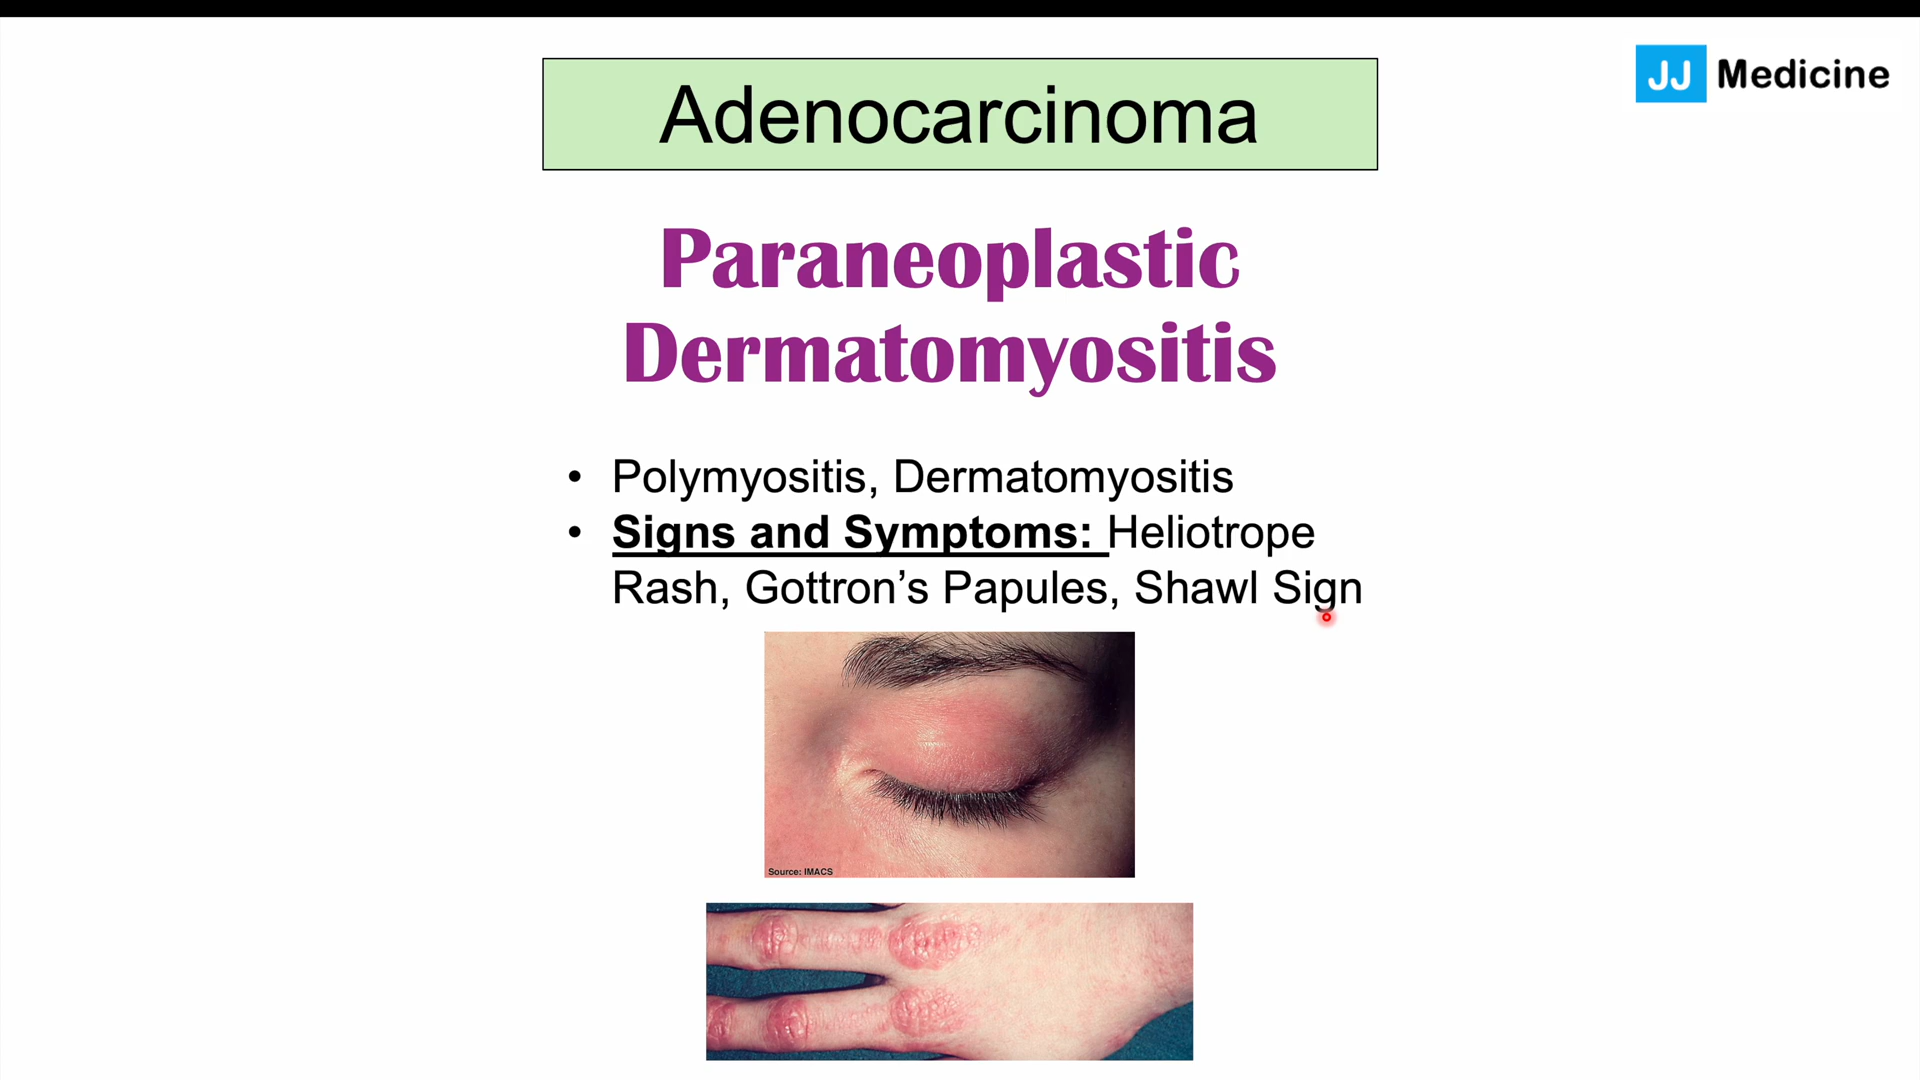 JJ Medicine
Adenocarcinoma
Paraneoplastic
Dermatomyositis
• Polymyositis, Dermatomyositis
• Signs and Symptoms: Heliotrope
Rash, Gottron’s Papules, Shawl Sign
Source: IMACS